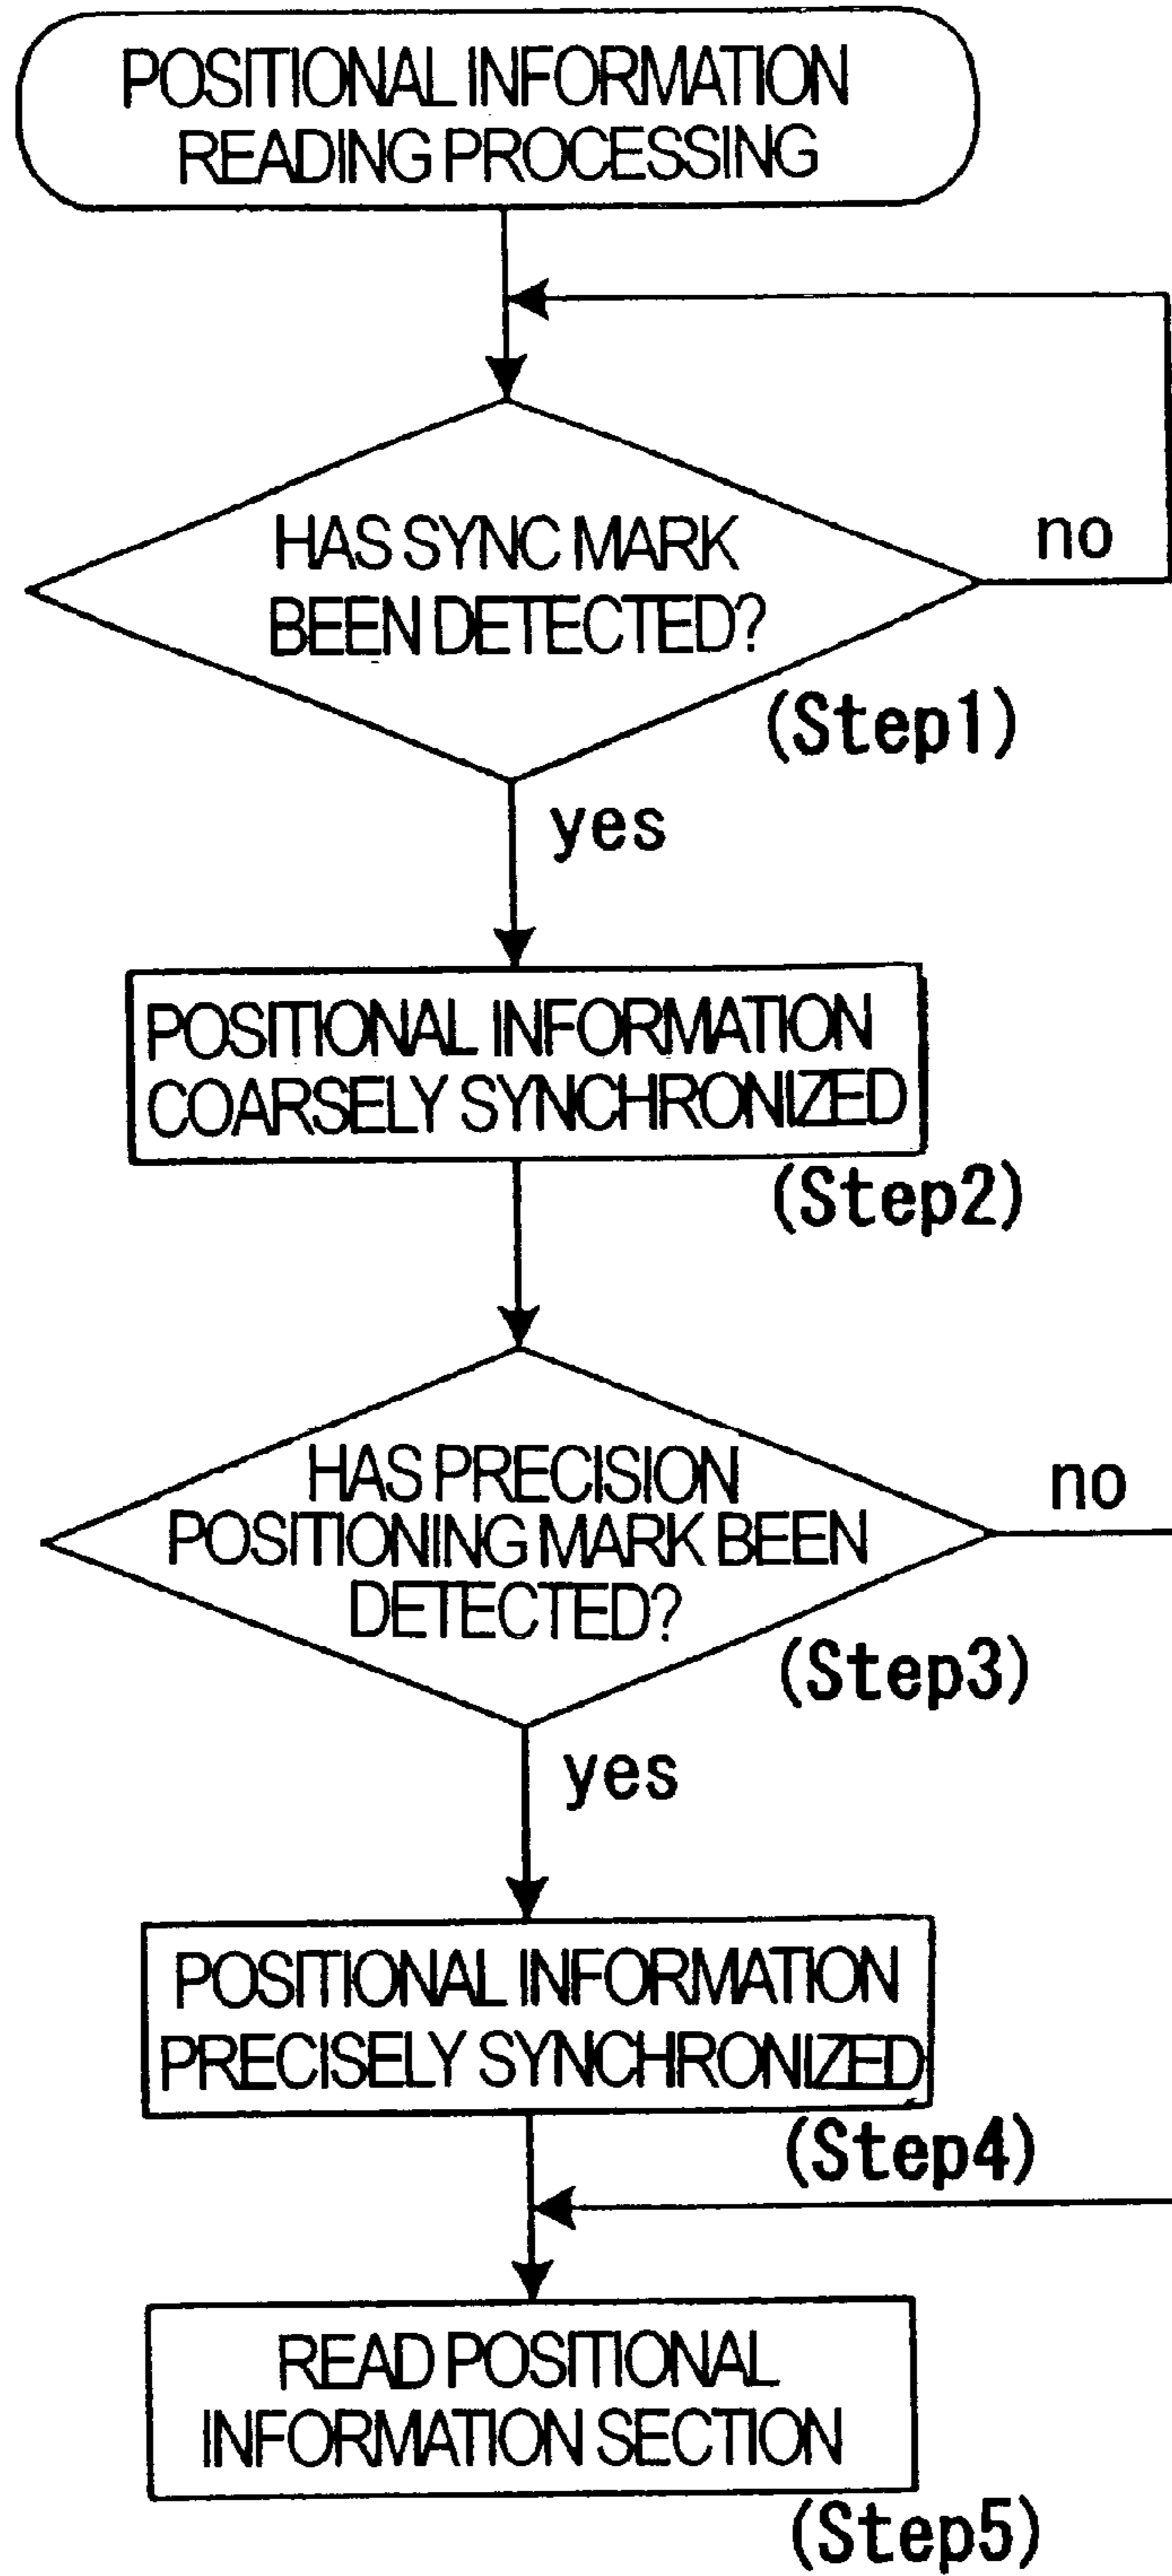 POSITIONAL INFORMATION
READING PROCESSING
HAS SYNC MARK
BEEN DETECTED?
no
(Step1)
yes
POSITIONAL INFORMATION
COARSELY SYNCHRONIZED
(Step2)
HAS PRECISION
POSITIONING MARK BEEN
DETECTED?
no
(Step3)
yes
POSITIONAL INFORMATION
PRECISELY SYNCHRONIZED
(Step4)
READ POSITIONAL
INFORMATION SECTION
(Step5)